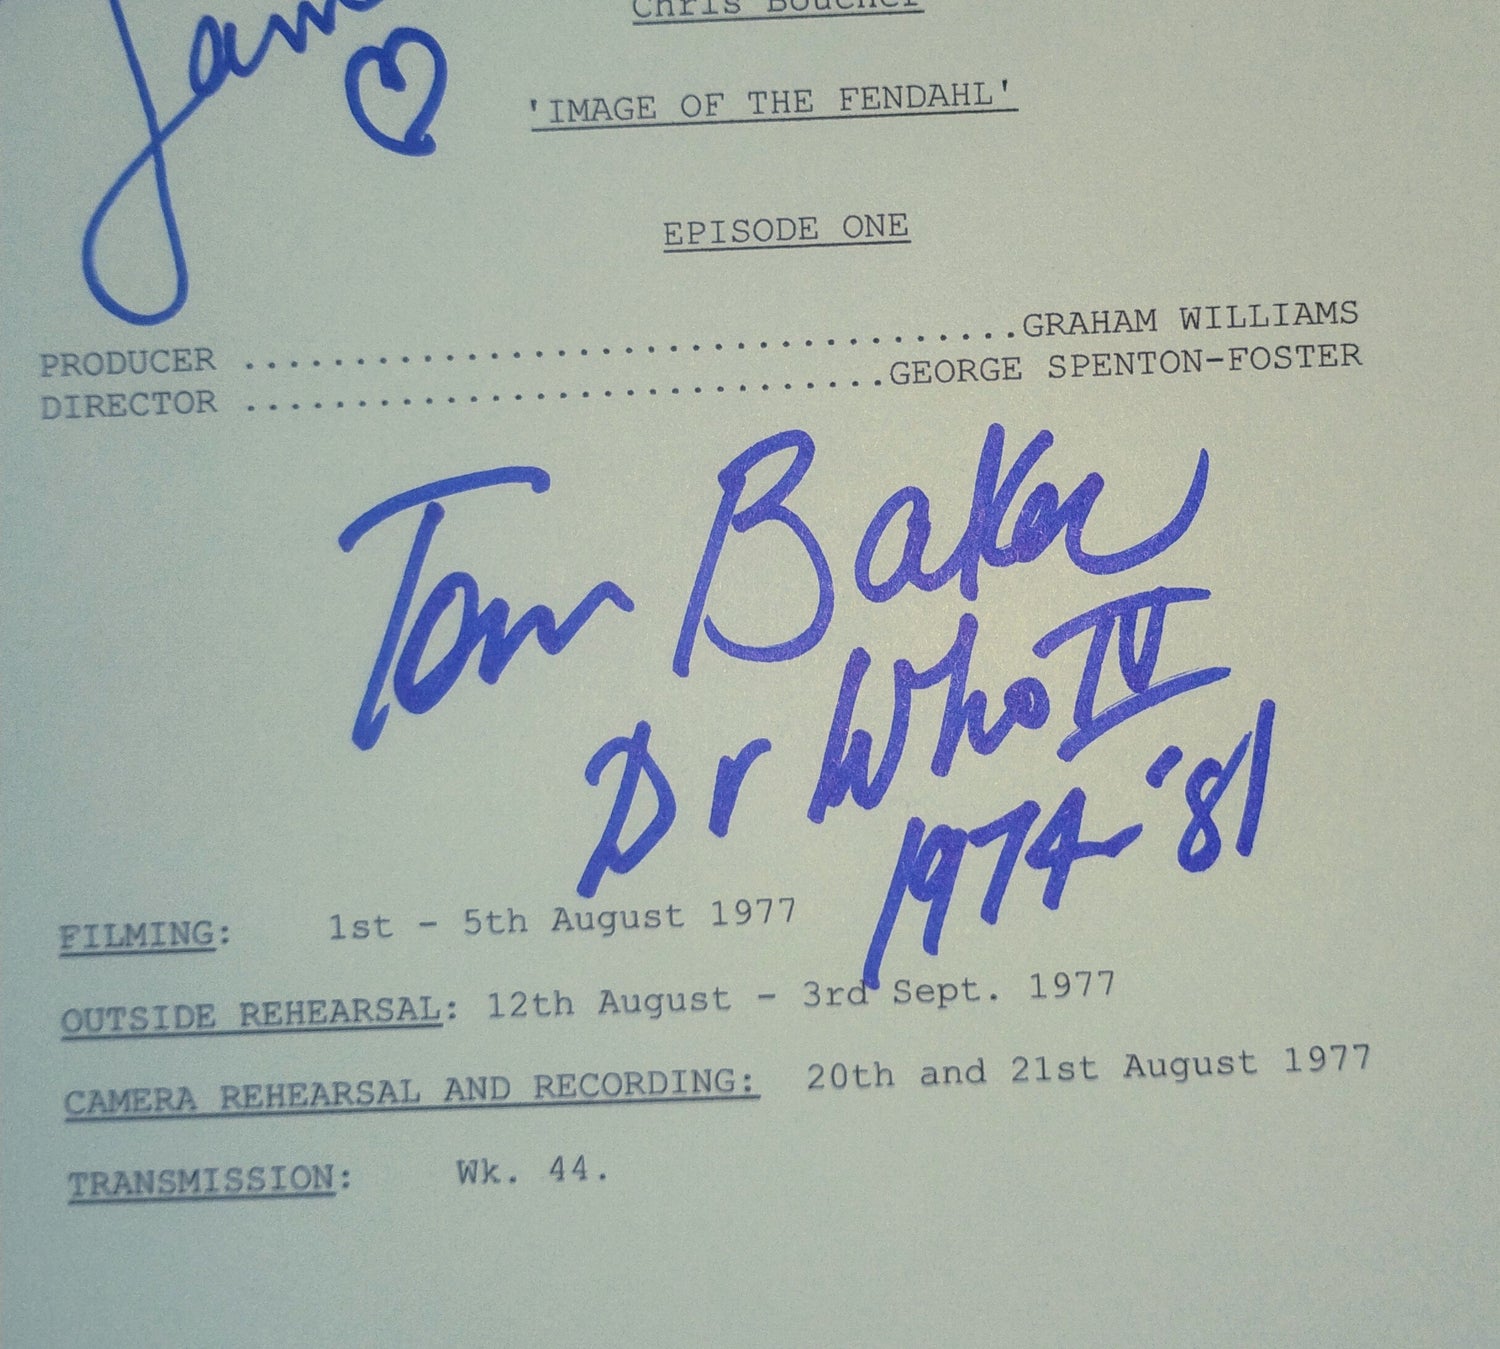 Chris Boucher
'IMAGE OF THE FENDAHL'
EPISODE ONE
PRODUCER ...................................GRAHAM WILLIAMS
DIRECTOR .............................GEORGE SPENTON-FOSTER
Tom Baker
Dr Who IV
1974-'81
FILMING: 1st - 5th August 1977
OUTSIDE REHEARSAL: 12th August - 3rd Sept. 1977
CAMERA REHEARSAL AND RECORDING: 20th and 21st August 1977
TRANSMISSION: Wk. 44.